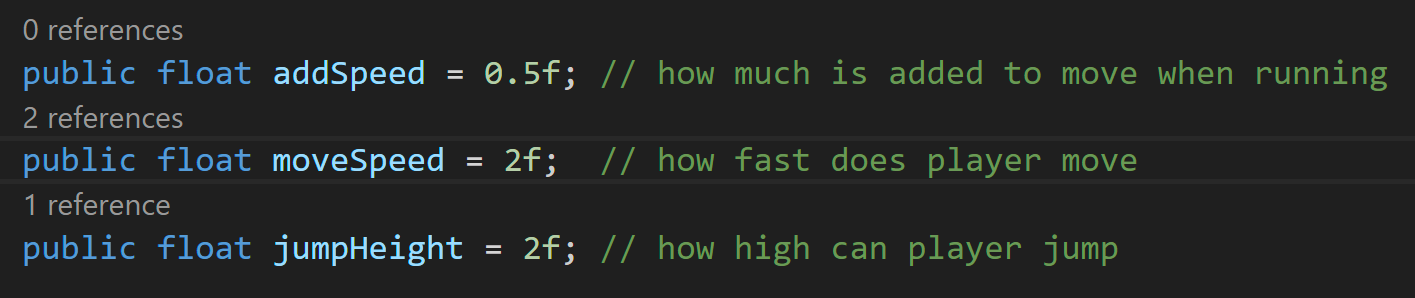 0 references
public float addSpeed = 0.5f; // how much is added to move when running
2 references
public float moveSpeed = 2f;  // how fast does player move
1 reference
public float jumpHeight = 2f; // how high can player jump